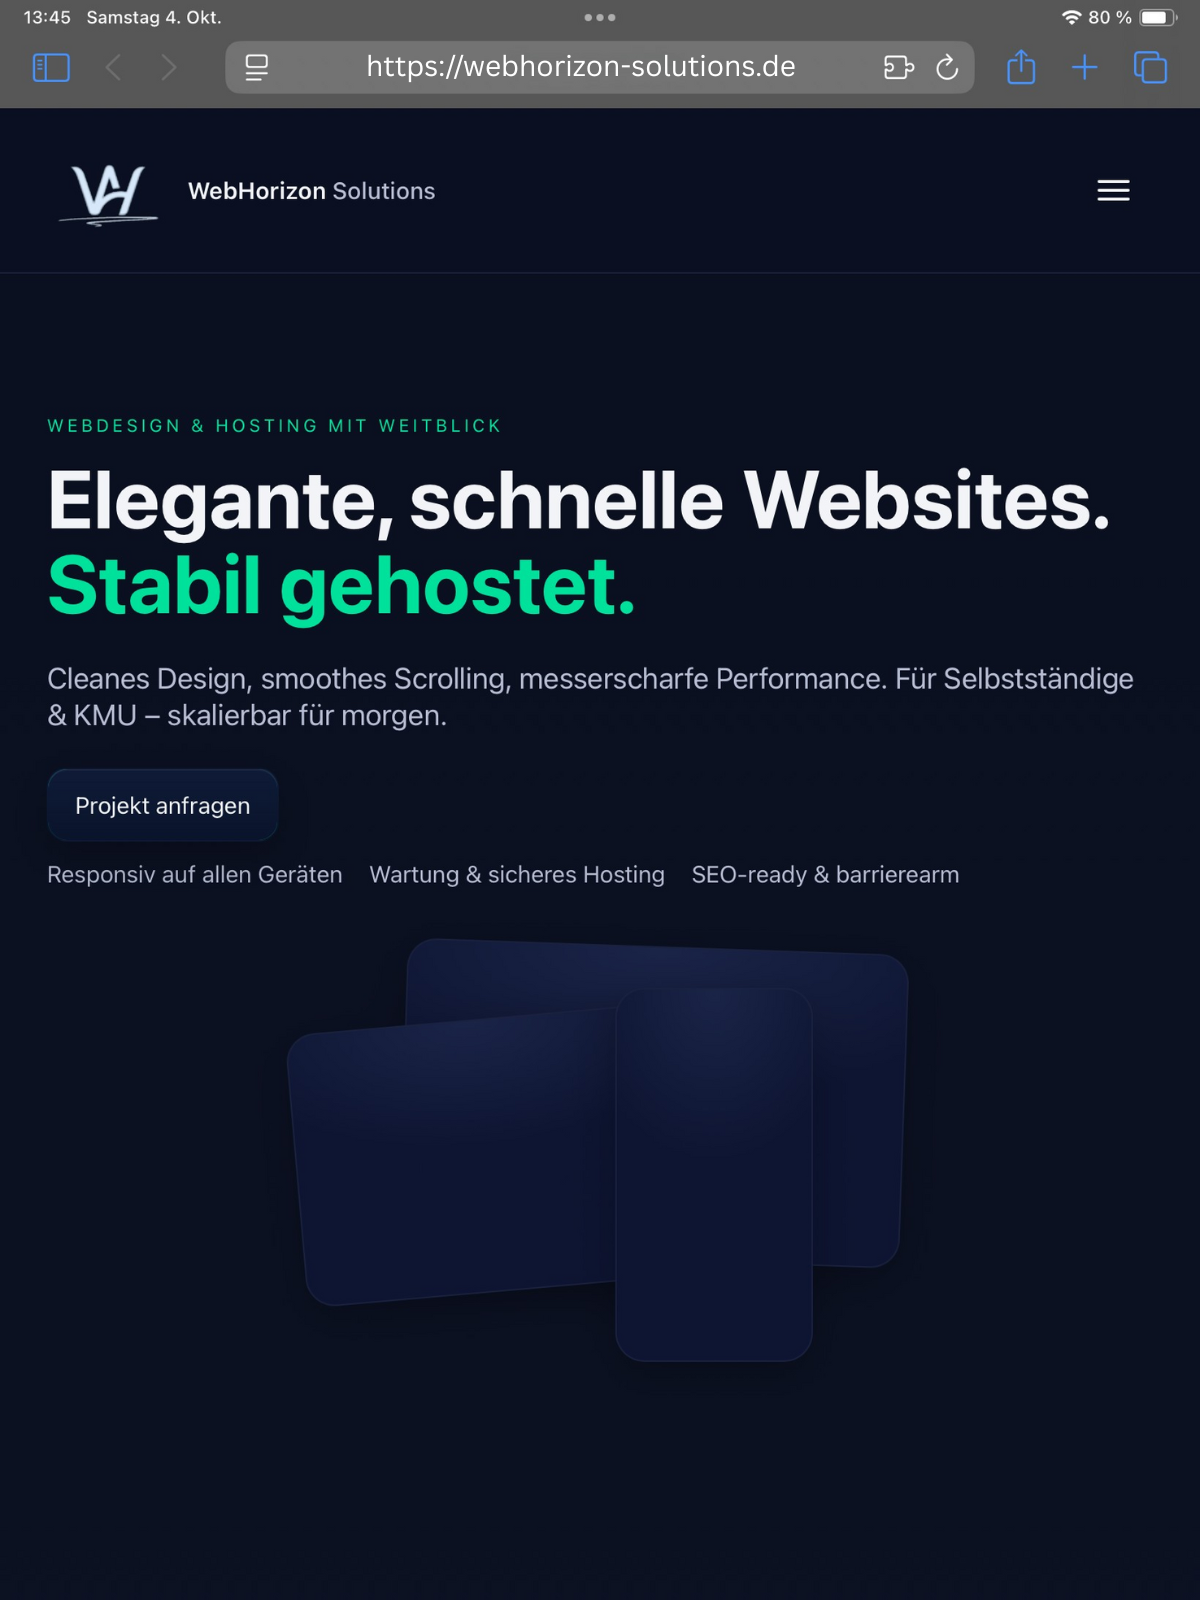 13:45 Samstag 4. Okt.
80 %
https://webhorizon-solutions.de
WH
WebHorizon Solutions
WEBDESIGN & HOSTING MIT WEITBLICK
Elegante, schnelle Websites.
Stabil gehostet.
Cleanes Design, smoothes Scrolling, messerscharfe Performance. Für Selbstständige
& KMU – skalierbar für morgen.
Projekt anfragen
Responsiv auf allen Geräten Wartung & sicheres Hosting SEO-ready & barrierearm